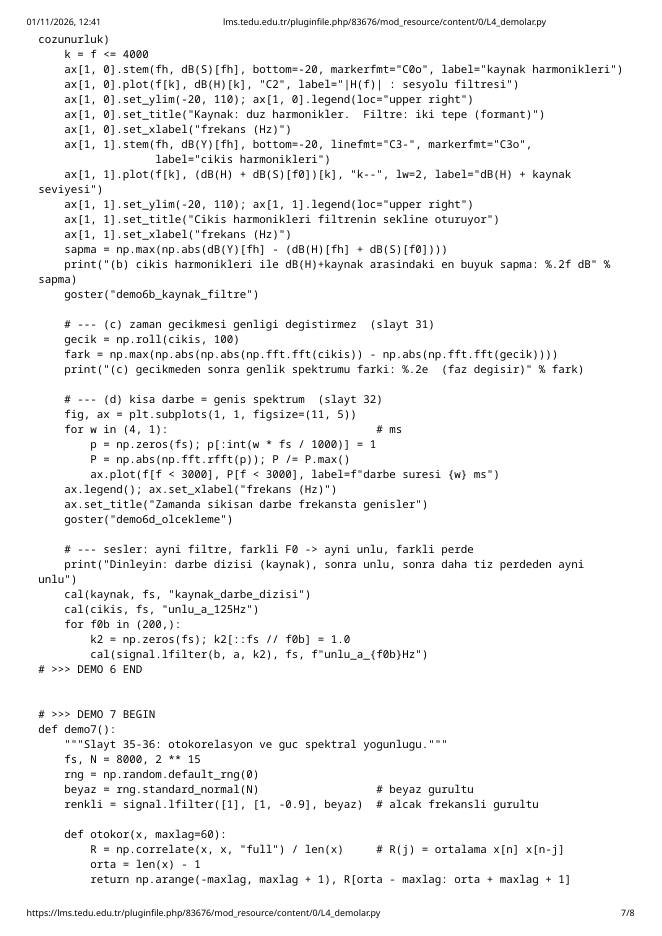 01/11/2026, 12:41
lms.tedu.edu.tr/pluginfile.php/83676/mod_resource/content/0/L4_demolar.py
cozunurluk)
    k = f <= 4000
    ax[1, 0].stem(fh, dB(S)[fh], bottom=-20, markerfmt="C0o", label="kaynak harmonikleri")
    ax[1, 0].plot(f[k], dB(H)[k], "C2", label="|H(f)| : sesyolu filtresi")
    ax[1, 0].set_ylim(-20, 110); ax[1, 0].legend(loc="upper right")
    ax[1, 0].set_title("Kaynak: duz harmonikler.  Filtre: iki tepe (formant)")
    ax[1, 0].set_xlabel("frekans (Hz)")
    ax[1, 1].stem(fh, dB(Y)[fh], bottom=-20, linefmt="C3-", markerfmt="C3o",
                  label="cikis harmonikleri")
    ax[1, 1].plot(f[k], (dB(H) + dB(S)[f0])[k], "k--", lw=2, label="dB(H) + kaynak
seviyesi")
    ax[1, 1].set_ylim(-20, 110); ax[1, 1].legend(loc="upper right")
    ax[1, 1].set_title("Cikis harmonikleri filtrenin sekline oturuyor")
    ax[1, 1].set_xlabel("frekans (Hz)")
    sapma = np.max(np.abs(dB(Y)[fh] - (dB(H)[fh] + dB(S)[f0])))
    print("(b) cikis harmonikleri ile dB(H)+kaynak arasindaki en buyuk sapma: %.2f dB" %
sapma)
    goster("demo6b_kaynak_filtre")

    # --- (c) zaman gecikmesi genligi degistirmez  (slayt 31)
    gecik = np.roll(cikis, 100)
    fark = np.max(np.abs(np.abs(np.fft.fft(cikis)) - np.abs(np.fft.fft(gecik))))
    print("(c) gecikmeden sonra genlik spektrumu farki: %.2e  (faz degisir)" % fark)

    # --- (d) kisa darbe = genis spektrum  (slayt 32)
    fig, ax = plt.subplots(1, 1, figsize=(11, 5))
    for w in (4, 1):                                # ms
        p = np.zeros(fs); p[:int(w * fs / 1000)] = 1
        P = np.abs(np.fft.rfft(p)); P /= P.max()
        ax.plot(f[f < 3000], P[f < 3000], label=f"darbe suresi {w} ms")
    ax.legend(); ax.set_xlabel("frekans (Hz)")
    ax.set_title("Zamanda sikisan darbe frekansta genisler")
    goster("demo6d_olcekleme")

    # --- sesler: ayni filtre, farkli F0 -> ayni unlu, farkli perde
    print("Dinleyin: darbe dizisi (kaynak), sonra unlu, sonra daha tiz perdeden ayni
unlu")
    cal(kaynak, fs, "kaynak_darbe_dizisi")
    cal(cikis, fs, "unlu_a_125Hz")
    for f0b in (200,):
        k2 = np.zeros(fs); k2[::fs // f0b] = 1.0
        cal(signal.lfilter(b, a, k2), fs, f"unlu_a_{f0b}Hz")
# >>> DEMO 6 END


# >>> DEMO 7 BEGIN
def demo7():
    """Slayt 35-36: otokorelasyon ve guc spektral yogunlugu."""
    fs, N = 8000, 2 ** 15
    rng = np.random.default_rng(0)
    beyaz = rng.standard_normal(N)                  # beyaz gurultu
    renkli = signal.lfilter([1], [1, -0.9], beyaz)  # alcak frekansli gurultu

    def otokor(x, maxlag=60):
        R = np.correlate(x, x, "full") / len(x)     # R(j) = ortalama x[n] x[n-j]
        orta = len(x) - 1
        return np.arange(-maxlag, maxlag + 1), R[orta - maxlag: orta + maxlag + 1]
https://lms.tedu.edu.tr/pluginfile.php/83676/mod_resource/content/0/L4_demolar.py
7/8